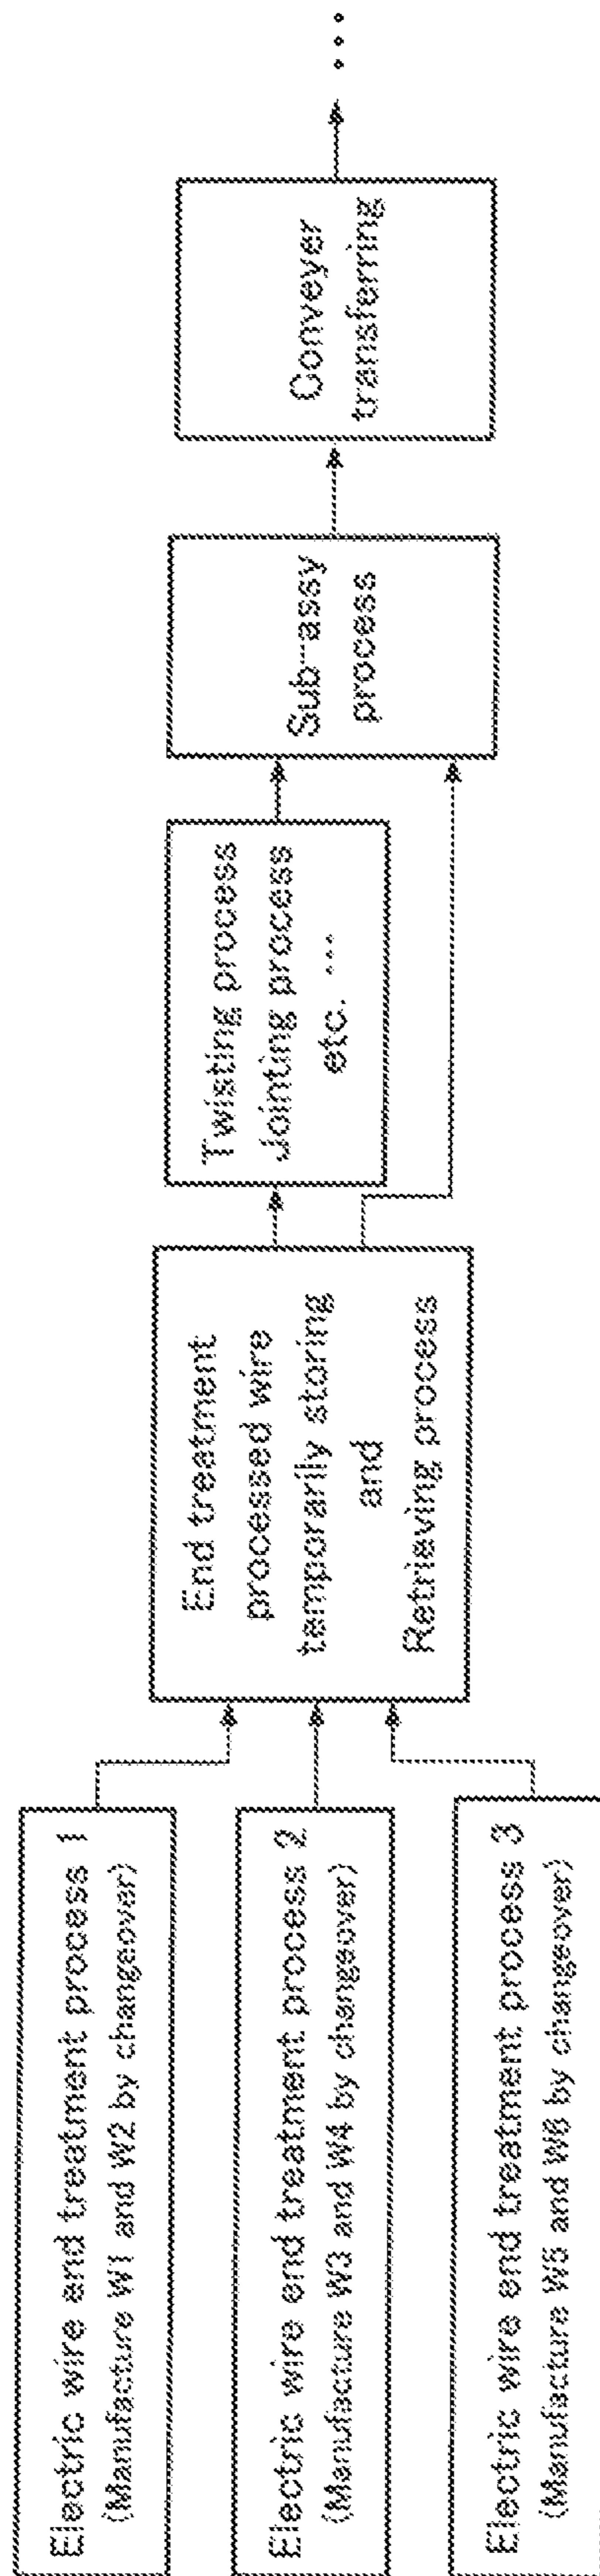 Electric wire end treatment process 1
(Manufacture W1 and W2 by changeover)
Electric wire end treatment process 2
(Manufacture W3 and W4 by changeover)
Electric wire end treatment process 3
(Manufacture W5 and W6 by changeover)
End treatment
processed wire
temporarily storing
and
Retrieving process
Twisting process
Jointing process
etc. ...
Sub-assy
process
Conveyer
transferring